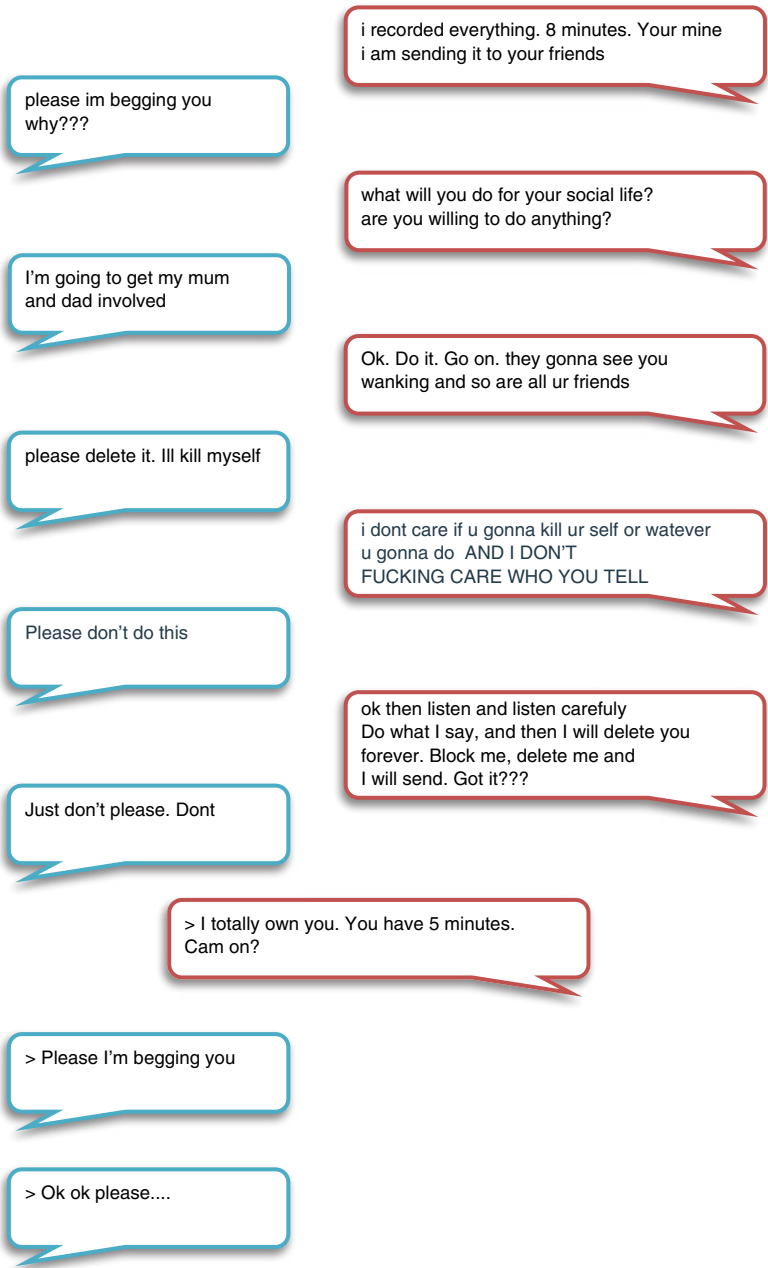 i recorded everything. 8 minutes. Your mine
i am sending it to your friends
please im begging you
why???
what will you do for your social life?
are you willing to do anything?
I'm going to get my mum
and dad involved
Ok. Do it. Go on. they gonna see you
wanking and so are all ur friends
please delete it. Ill kill myself
i dont care if u gonna kill ur self or watever
u gonna do  AND I DON'T
FUCKING CARE WHO YOU TELL
Please don't do this
ok then listen and listen carefuly
Do what I say, and then I will delete you
forever. Block me, delete me and
I will send. Got it???
Just don't please. Dont
> I totally own you. You have 5 minutes.
Cam on?
> Please I'm begging you
> Ok ok please....